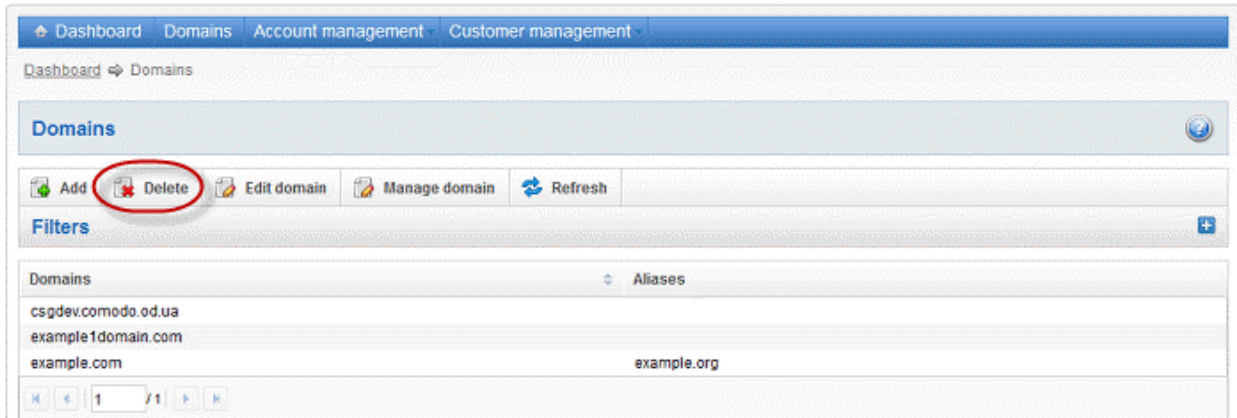 Dashboard Domains Account management Customer management
Dashboard Domains
Domains
Add Delete Edit domain Manage domain Refresh
Filters
Domains Aliases
csgdev.comodo.od.ua
example1domain.com
example.com example.org
1 / 1